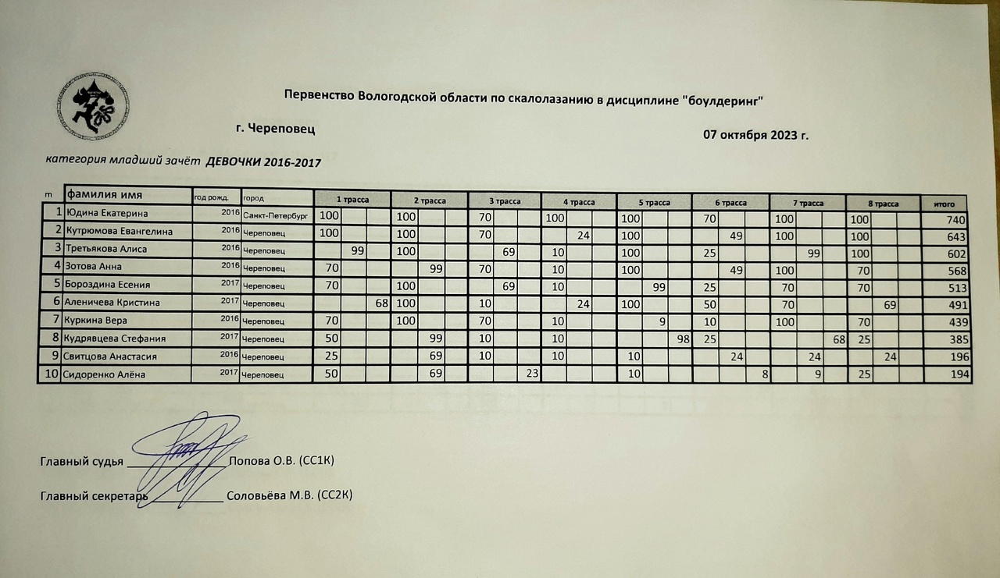 Первенство Вологодской области по скалолазанию в дисциплине "боулдеринг"
г. Череповец 07 октября 2023 г.
категория младший зачёт ДЕВОЧКИ 2016-2017
m фамилия имя год рожд. город 1 трасса 2 трасса 3 трасса 4 трасса 5 трасса 6 трасса 7 трасса 8 трасса итого
1 Юдина Екатерина 2016 Санкт-Петербург 100 100 70 100 100 70 100 100 740
2 Кутрюмова Евангелина 2016 Череповец 100 100 70 24 100 49 100 100 643
3 Третьякова Алиса 2016 Череповец 99 100 69 10 100 25 99 100 602
4 Зотова Анна 2016 Череповец 70 99 70 10 100 49 100 70 568
5 Бороздина Есения 2017 Череповец 70 100 69 10 99 25 70 70 513
6 Аленичева Кристина 2017 Череповец 68 100 10 24 100 50 70 69 491
7 Куркина Вера 2016 Череповец 70 100 70 10 9 10 100 70 439
8 Кудрявцева Стефания 2017 Череповец 50 99 10 10 98 25 68 25 385
9 Свитцова Анастасия 2016 Череповец 25 69 10 10 10 24 24 24 196
10 Сидоренко Алёна 2017 Череповец 50 69 23 10 8 9 25 194
Главный судья Попова О.В. (СС1К)
Главный секретарь Соловьёва М.В. (СС2К)